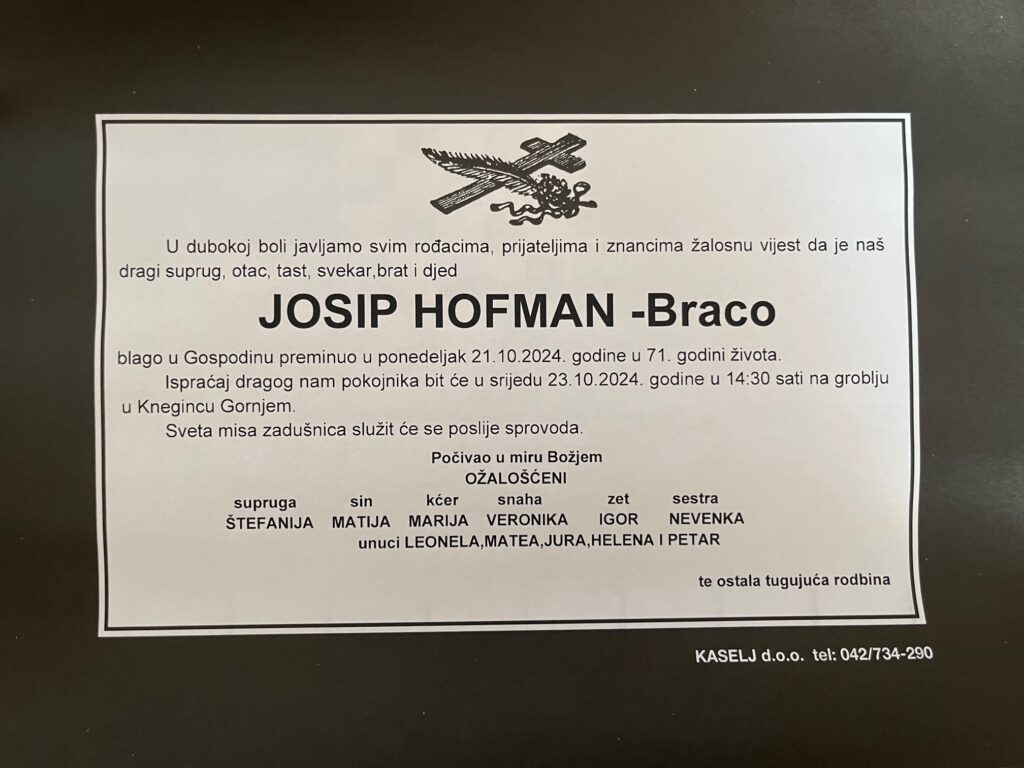 U dubokoj boli javljamo svim rođacima, prijateljima i znancima žalosnu vijest da je naš
dragi suprug, otac, tast, svekar,brat i djed
JOSIP HOFMAN -Braco
blago u Gospodinu preminuo u ponedeljak 21.10.2024. godine u 71. godini života.
Ispraćaj dragog nam pokojnika bit će u srijedu 23.10.2024. godine u 14:30 sati na groblju
u Knegincu Gornjem.
Sveta misa zadušnica služit će se poslije sprovoda.
Počivao u miru Božjem
OŽALOŠĆENI
supruga sin kćer snaha zet sestra
ŠTEFANIJA MATIJA MARIJA VERONIKA IGOR NEVENKA
unuci LEONELA,MATEA,JURA,HELENA I PETAR
te ostala tugujuća rodbina
KASELJ d.o.o. tel: 042/734-290